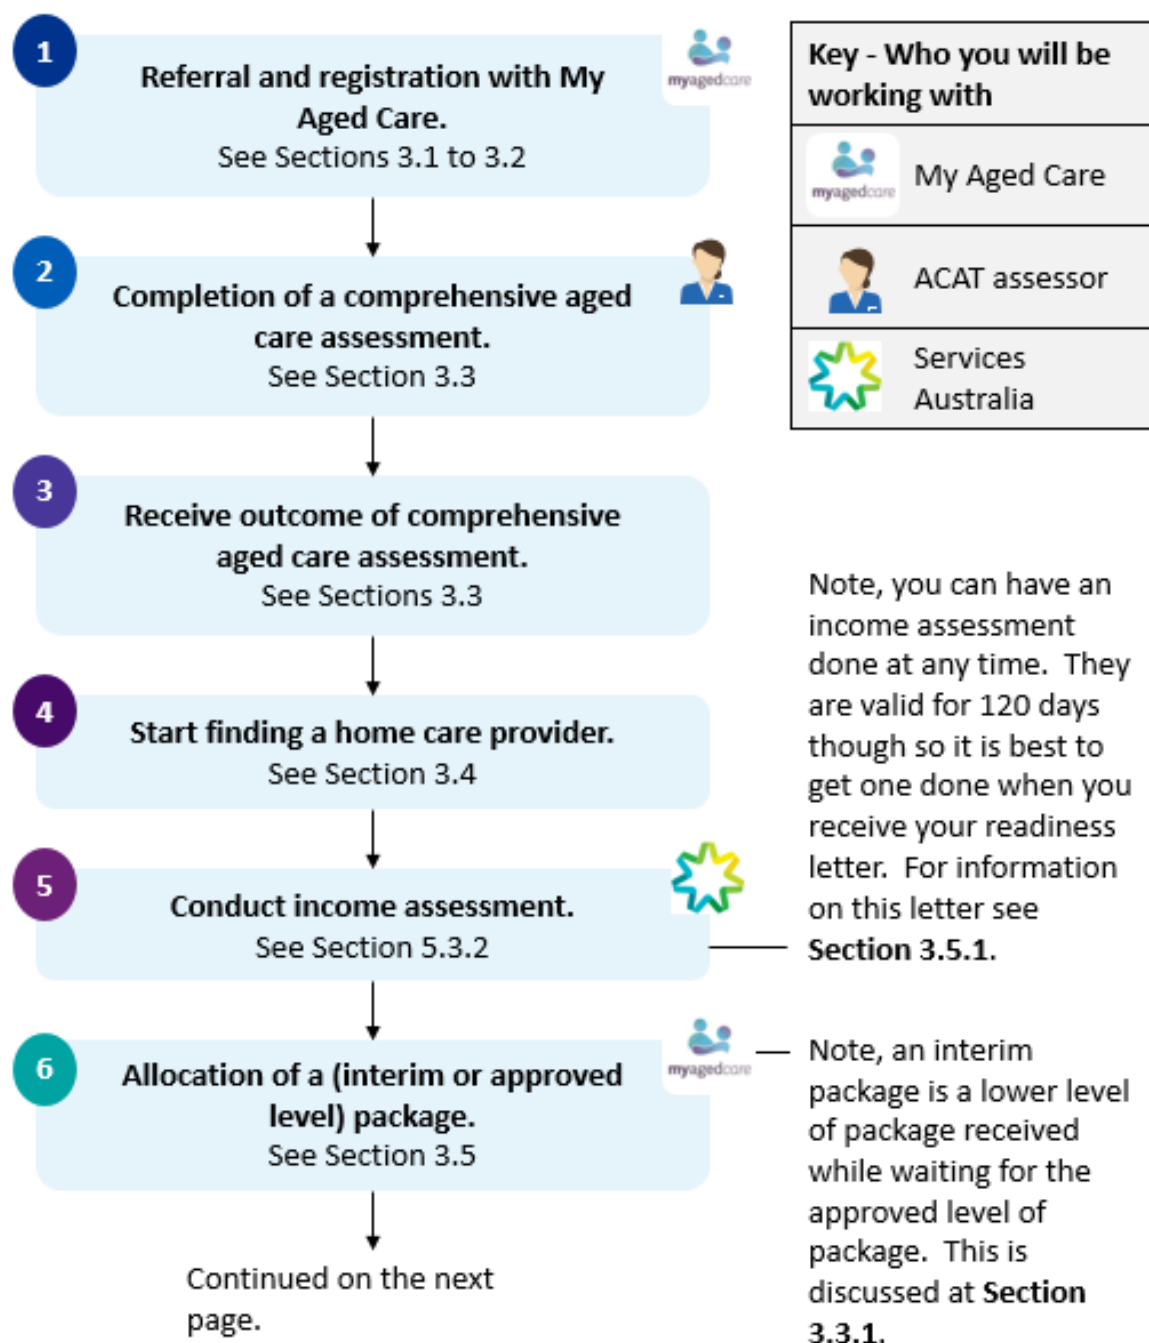 1
Referral and registration with My
Aged Care.
See Sections 3.1 to 3.2
myagedcare
Key - Who you will be
working with
myagedcare
My Aged Care
ACAT assessor
Services
Australia
2
Completion of a comprehensive aged
care assessment.
See Section 3.3
3
Receive outcome of comprehensive
aged care assessment.
See Sections 3.3
4
Start finding a home care provider.
See Section 3.4
5
Conduct income assessment.
See Section 5.3.2
Note, you can have an
income assessment
done at any time.  They
are valid for 120 days
though so it is best to
get one done when you
receive your readiness
letter.  For information
on this letter see
Section 3.5.1.
6
Allocation of a (interim or approved
level) package.
See Section 3.5
myagedcare
Note, an interim
package is a lower level
of package received
while waiting for the
approved level of
package.  This is
discussed at Section
3.3.1.
Continued on the next
page.